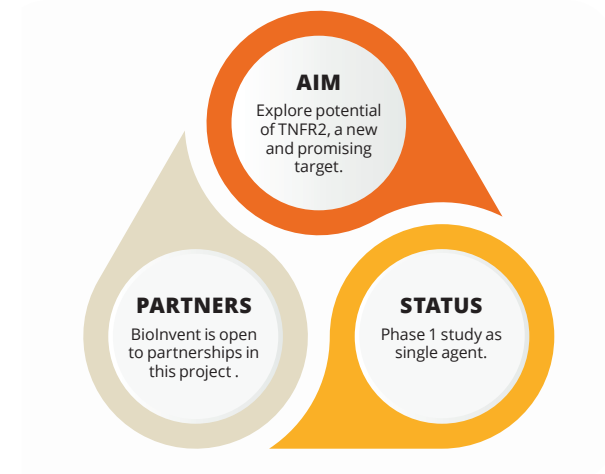 AIM
Explore potential
of TNFR2, a new
and promising
target.
PARTNERS
BioInvent is open
to partnerships in
this project .
STATUS
Phase 1 study as
single agent.